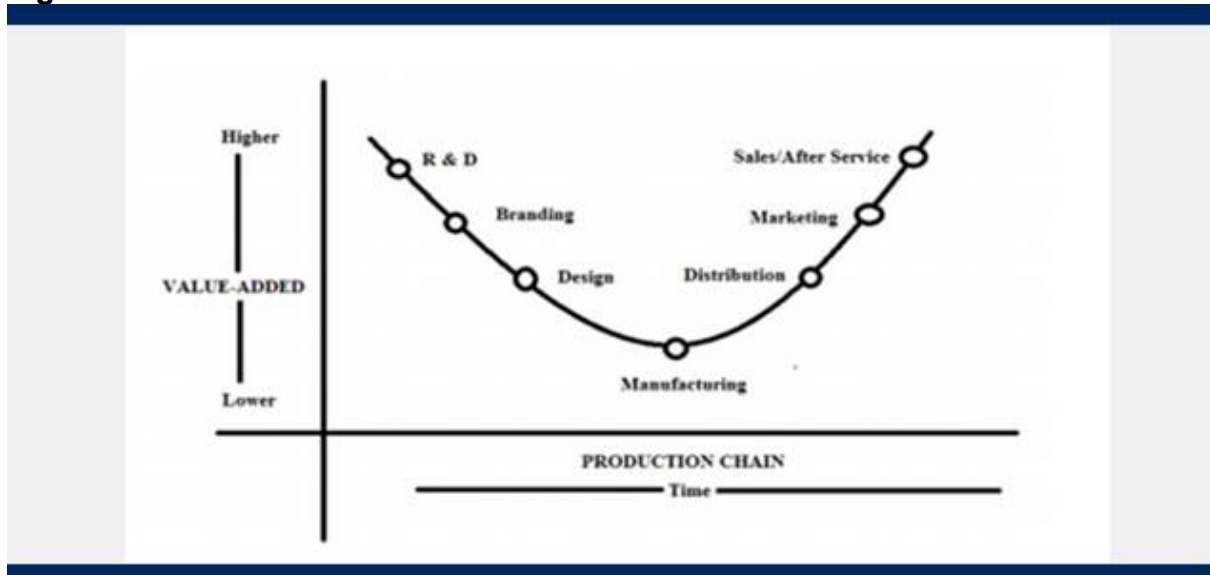 Higher
R & D
Sales/After Service
Branding
Marketing
Design
Distribution
VALUE-ADDED
Manufacturing
Lower
PRODUCTION CHAIN
Time